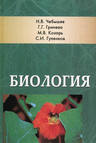 Н.В. Чебышев
Г.Г. Гринева
М.В. Козарь
С.И. Гуленков
БИОЛОГИЯ